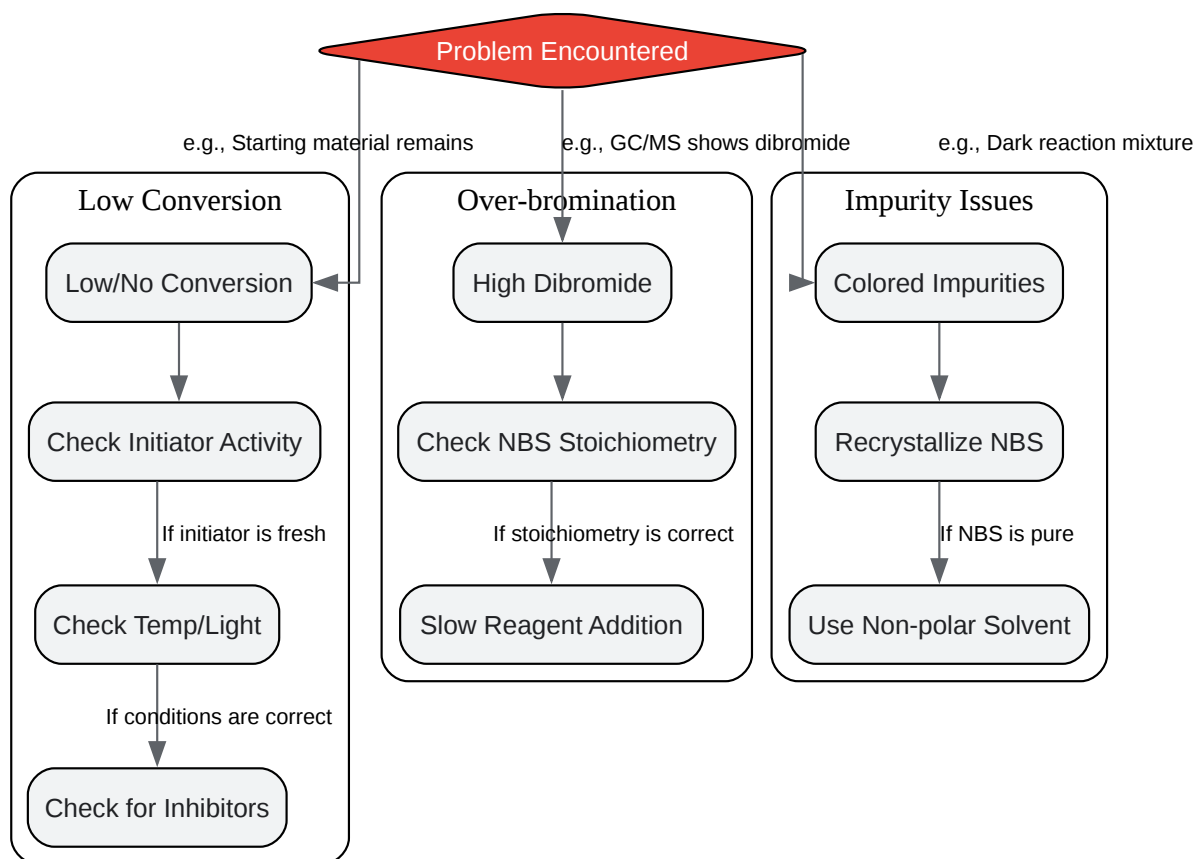 Problem Encountered
e.g., Starting material remains
e.g., GC/MS shows dibromide
e.g., Dark reaction mixture
Low Conversion
Over-bromination
Impurity Issues
Low/No Conversion
High Dibromide
Colored Impurities
Check Initiator Activity
Check NBS Stoichiometry
Recrystallize NBS
If initiator is fresh
If stoichiometry is correct
If NBS is pure
Check Temp/Light
Slow Reagent Addition
Use Non-polar Solvent
If conditions are correct
Check for Inhibitors